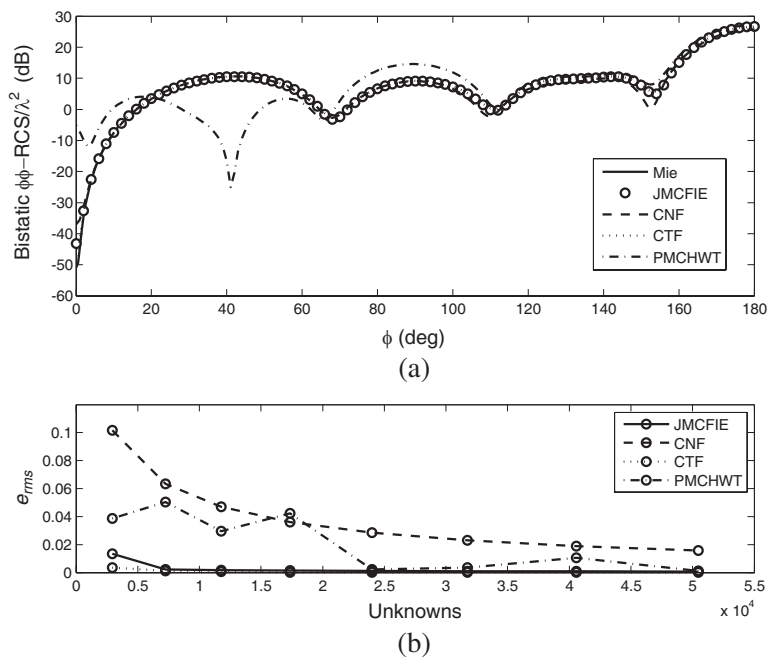 30
20
10
0
-10
-20
-30
-40
-50
-60
Bistatic ϕϕ−RCS/λ² (dB)
Mie
JMCFIE
CNF
CTF
PMCHWT
0 20 40 60 80 100 120 140 160 180
ϕ (deg)
(a)
0.1
0.08
0.06
0.04
0.02
0
e_rms
JMCFIE
CNF
CTF
PMCHWT
0 0.5 1 1.5 2 2.5 3 3.5 4 4.5 5 5.5
Unknowns
x 10⁴
(b)